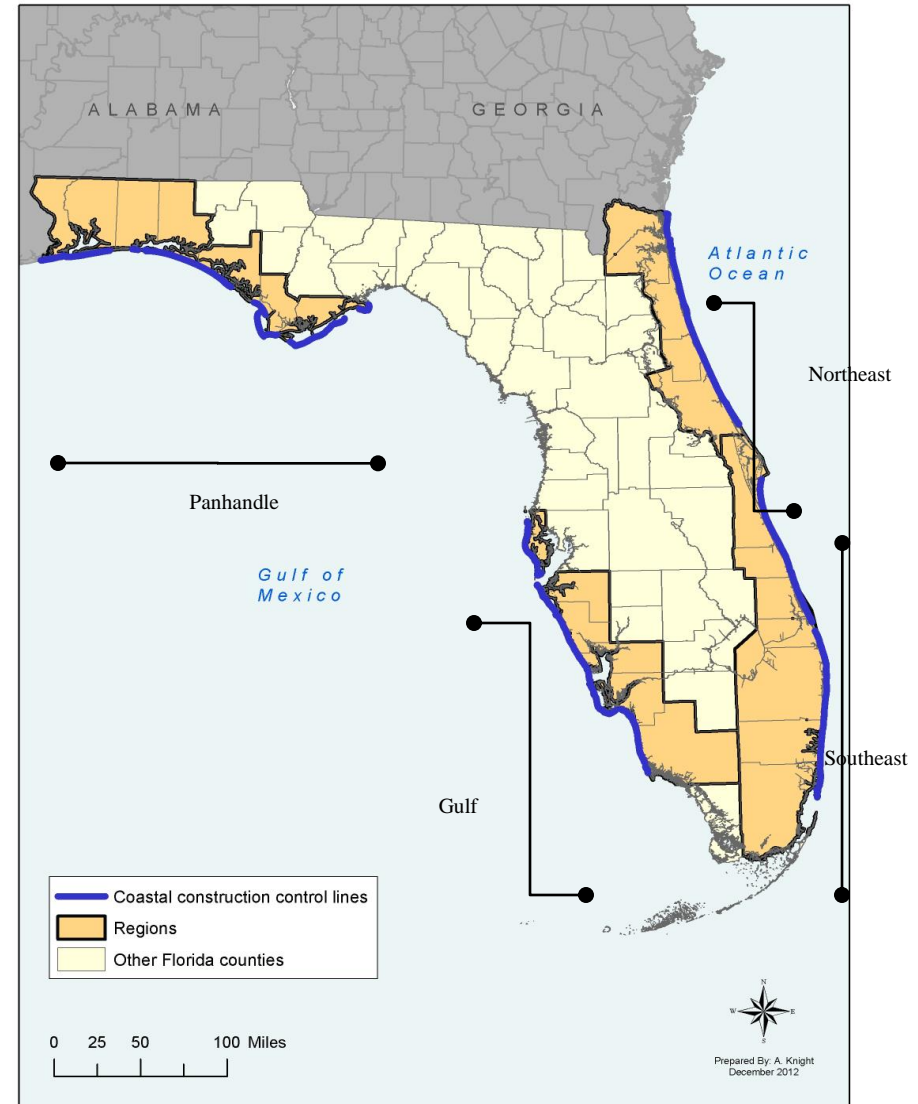 ALABAMA
GEORGIA
Atlantic
Ocean
Northeast
Panhandle
Gulf of
Mexico
Southeast
Gulf
Coastal construction control lines
Regions
Other Florida counties
N
W E
S
0 25 50 100 Miles
Prepared By: A. Knight
December 2012